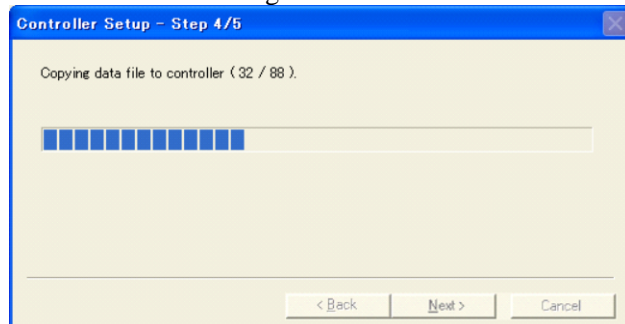 Controller Setup - Step 4/5
Copying data file to controller ( 32 / 88 ).
< Back
Next >
Cancel